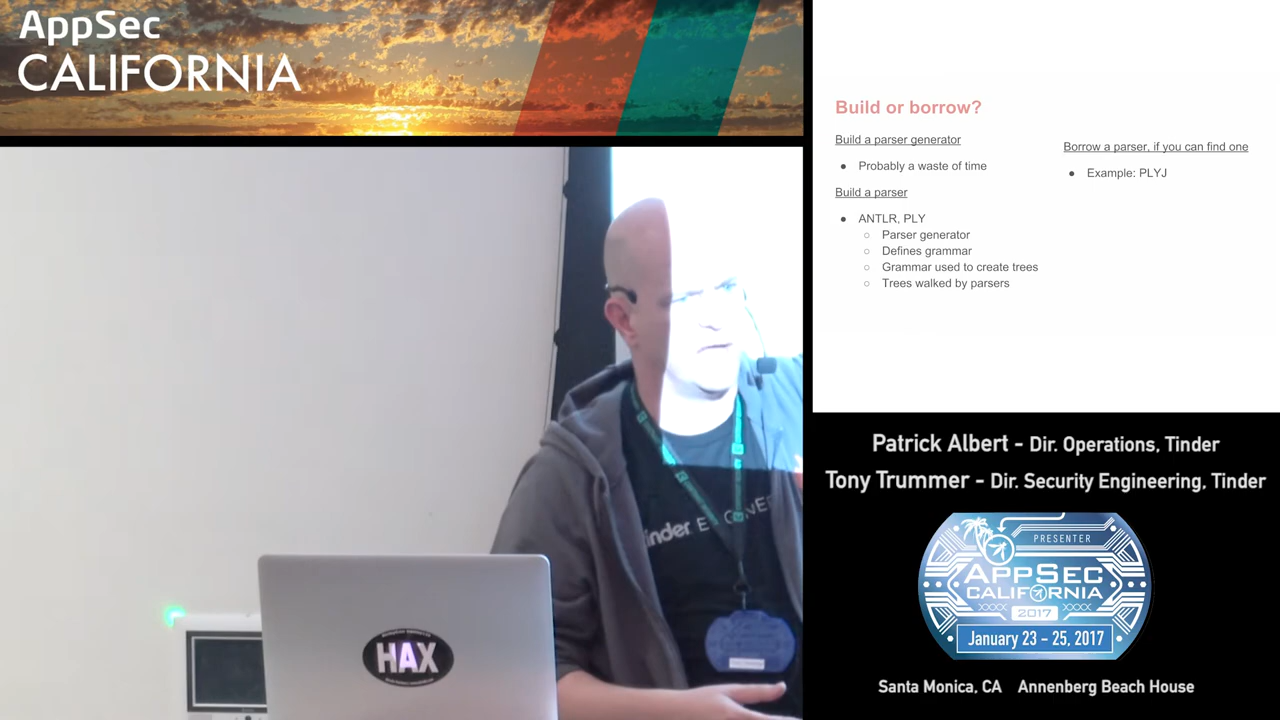 AppSec
CALIFORNIA
Build or borrow?
Build a parser generator
● Probably a waste of time
Build a parser
● ANTLR, PLY
○ Parser generator
○ Defines grammar
○ Grammar used to create trees
○ Trees walked by parsers
Borrow a parser, if you can find one
● Example: PLYJ
tinder
HAX
Patrick Albert - Dir. Operations, Tinder
Tony Trummer - Dir. Security Engineering, Tinder
PRESENTER
APPSEC
CALIFORNIA
2017
January 23 - 25, 2017
Santa Monica, CA Annenberg Beach House